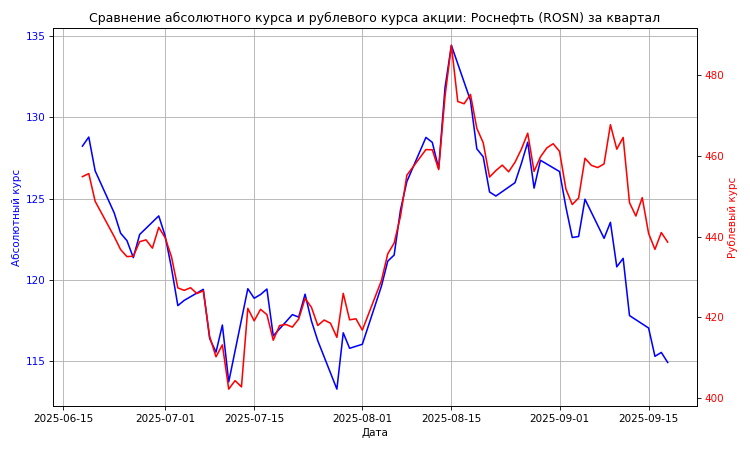 Сравнение абсолютного курса и рублевого курса акции: Роснефть (ROSN) за квартал
135
130
125
120
115
Абсолютный курс
480
460
440
420
400
Рублевый курс
2025-06-15 2025-07-01 2025-07-15 2025-08-01 2025-08-15 2025-09-01 2025-09-15
Дата